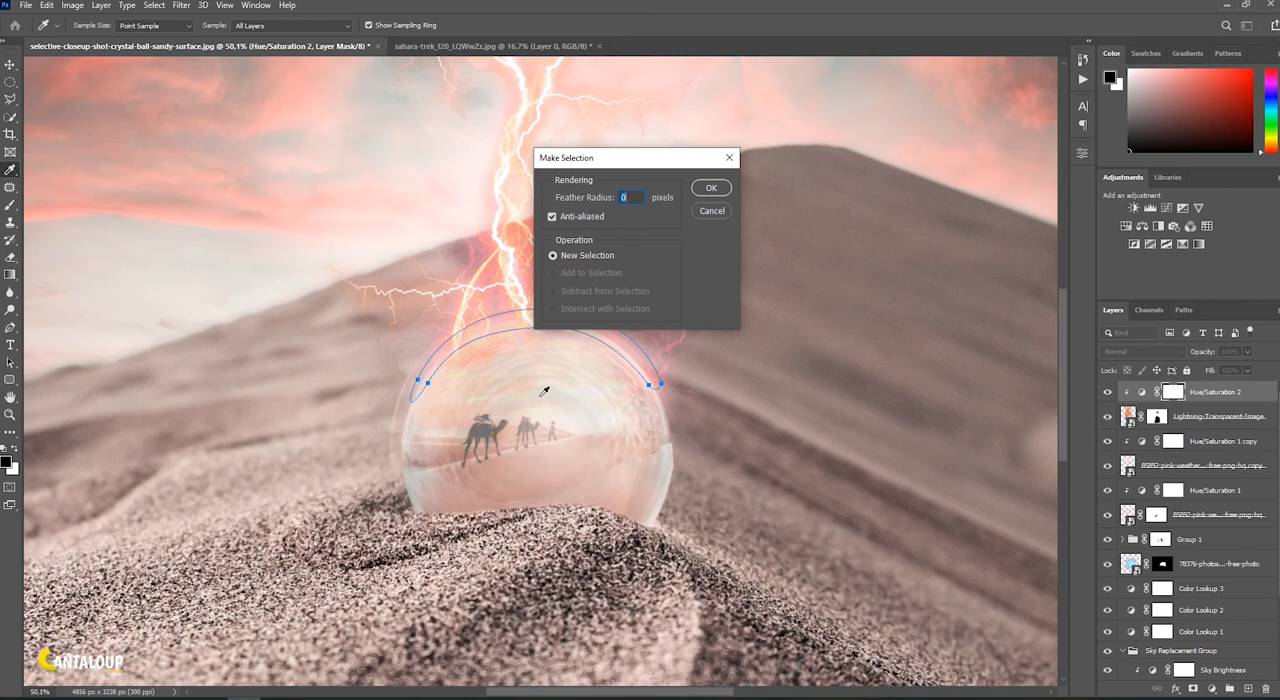 Ps File Edit Image Layer Type Select Filter 3D View Window Help
Sample Size: Point Sample Sample: All Layers Show Sampling Ring
selective-closeup-shot-crystal-ball-sandy-surface.jpg @ 50,1% (Hue/Saturation 2, Layer Mask/8) * ×
sahara-trek_t20_LQWwZz.jpg @ 16,7% (Layer 0, RGB/8) * ×
Make Selection
Rendering
Feather Radius: 0 pixels
Anti-aliased
Operation
New Selection
Add to Selection
Subtract from Selection
Intersect with Selection
OK
Cancel
Color Swatches Gradients Patterns
Adjustments Libraries
Add an adjustment
Layers Channels Paths
Kind
Normal Opacity: 100%
Lock: Fill: 100%
Hue/Saturation 2
Lightning-Transparent-Image
Hue/Saturation 1 copy
85892-pink-weather...-free-png-hq copy
Hue/Saturation 1
85892-pink-we...-free-png-hq
Group 1
78376-photos...-free-photo
Color Lookup 3
Color Lookup 2
Color Lookup 1
Sky Replacement Group
Sky Brightness
CANTALOUP
50,1% 4856 px x 3238 px (300 ppi)